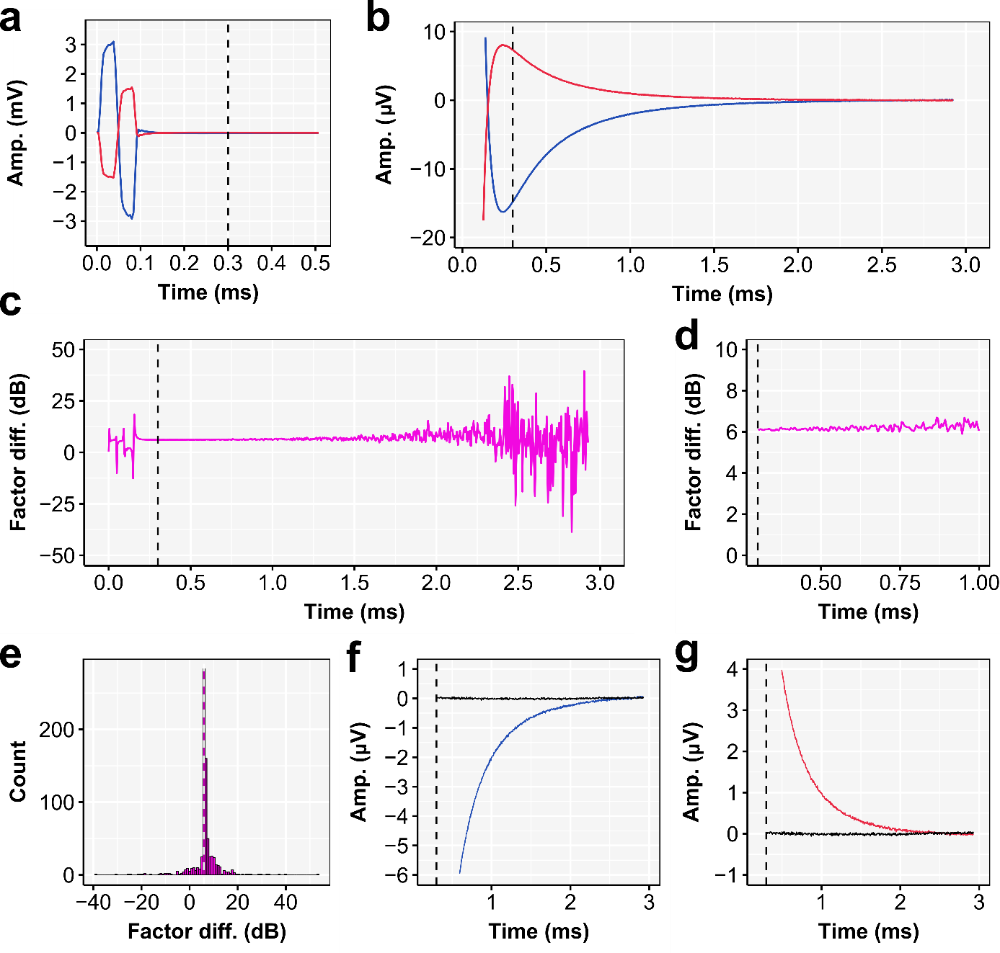 a
3
2
1
0
−1
−2
−3
Amp. (mV)
0.0 0.1 0.2 0.3 0.4 0.5
Time (ms)
b
10
0
−10
−20
Amp. (μV)
0.0 0.5 1.0 1.5 2.0 2.5 3.0
Time (ms)
c
50
25
0
−25
−50
Factor diff. (dB)
0.0 0.5 1.0 1.5 2.0 2.5 3.0
Time (ms)
d
10
8
6
4
2
0
Factor diff. (dB)
0.50 0.75 1.00
Time (ms)
e
200
100
0
Count
−40 −20 0 20 40
Factor diff. (dB)
f
1
0
−1
−2
−3
−4
−5
−6
Amp. (μV)
1 2 3
Time (ms)
g
4
3
2
1
0
−1
Amp. (μV)
1 2 3
Time (ms)